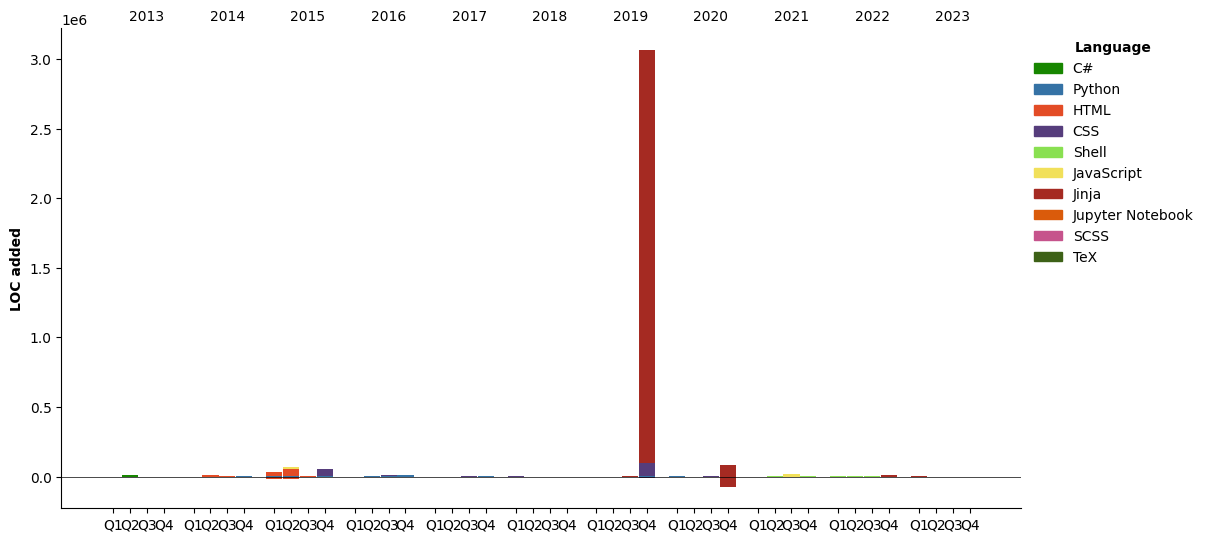 2013 2014 2015 2016 2017 2018 2019 2020 2021 2022 2023
1e6
Language
C#
Python
HTML
CSS
Shell
JavaScript
Jinja
Jupyter Notebook
SCSS
TeX
LOC added
3.0
2.5
2.0
1.5
1.0
0.5
0.0
Q1Q2Q3Q4 Q1Q2Q3Q4 Q1Q2Q3Q4 Q1Q2Q3Q4 Q1Q2Q3Q4 Q1Q2Q3Q4 Q1Q2Q3Q4 Q1Q2Q3Q4 Q1Q2Q3Q4 Q1Q2Q3Q4 Q1Q2Q3Q4